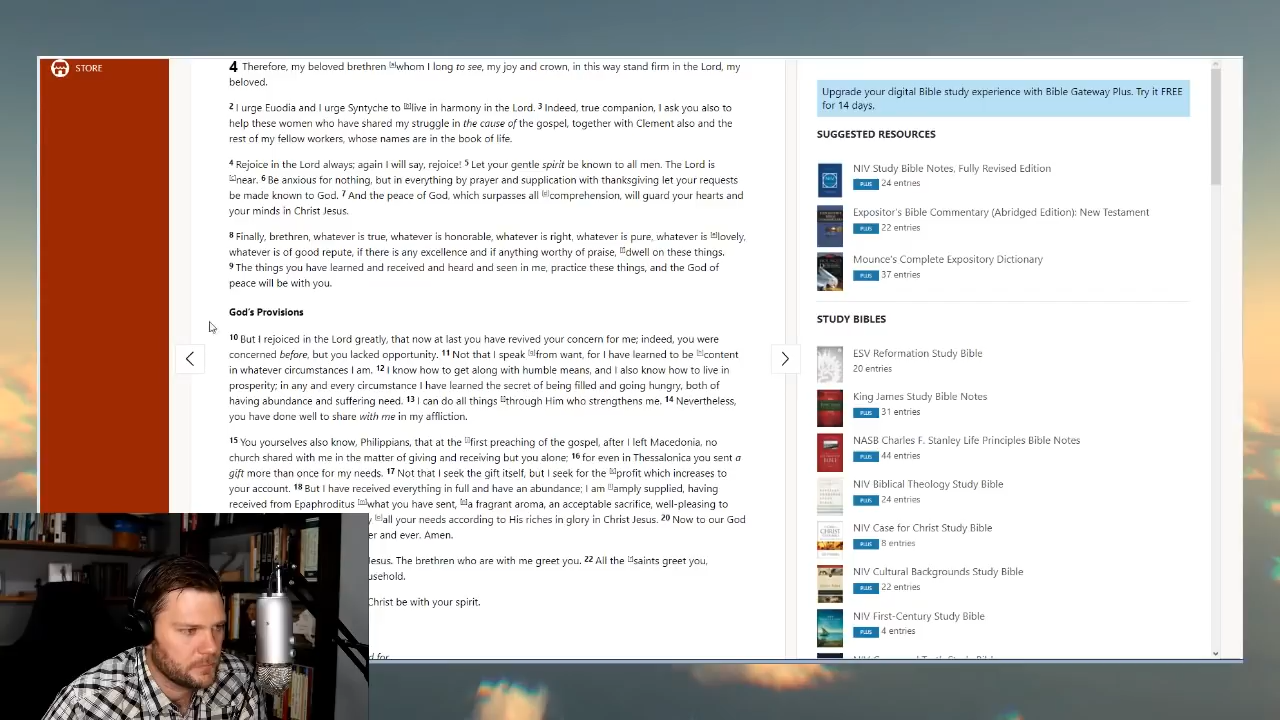 STORE
4 Therefore, my beloved brethren [a]whom I long to see, my joy and crown, in this way stand firm in the Lord, my
beloved.
2 I urge Euodia and I urge Syntyche to [b]live in harmony in the Lord. 3 Indeed, true companion, I ask you also to
help these women who have shared my struggle in the cause of the gospel, together with Clement also and the
rest of my fellow workers, whose names are in the book of life.
4 Rejoice in the Lord always; again I will say, rejoice! 5 Let your gentle spirit be known to all men. The Lord is
[c]near. 6 Be anxious for nothing, but in everything by prayer and supplication with thanksgiving let your requests
be made known to God. 7 And the peace of God, which surpasses all [d]comprehension, will guard your hearts and
your minds in Christ Jesus.
8 Finally, brethren, whatever is true, whatever is honorable, whatever is right, whatever is pure, whatever is [e]lovely,
whatever is of good repute, if there is any excellence and if anything worthy of praise, [f]dwell on these things.
9 The things you have learned and received and heard and seen in me, practice these things, and the God of
peace will be with you.
God's Provisions
10 But I rejoiced in the Lord greatly, that now at last you have revived your concern for me; indeed, you were
concerned before, but you lacked opportunity. 11 Not that I speak [g]from want, for I have learned to be [h]content
in whatever circumstances I am. 12 I know how to get along with humble means, and I also know how to live in
prosperity; in any and every circumstance I have learned the secret of being filled and going hungry, both of
having abundance and suffering need. 13 I can do all things [i]through Him who strengthens me. 14 Nevertheless,
you have done well to share with me in my affliction.
15 You yourselves also know, Philippians, that at the [j]first preaching of the gospel, after I left Macedonia, no
church shared with me in the matter of giving and receiving but you alone; 16 for even in Thessalonica you sent a
gift more than once for my needs. 17 Not that I seek the gift itself, but I seek for the [k]profit which increases to
your account. 18 But I have received everything in full and have an abundance; I am [l]amply supplied, having
received from Epaphroditus [m]what you have sent, [n]a fragrant aroma, an acceptable sacrifice, well-pleasing to
all your needs according to His riches in glory in Christ Jesus. 20 Now to our God
er and ever. Amen.
Jesus. The brethren who are with me greet you. 22 All the [r]saints greet you,
usehold.
Christ be with your spirit.
Upgrade your digital Bible study experience with Bible Gateway Plus. Try it FREE
for 14 days.
SUGGESTED RESOURCES
NIV Study Bible Notes, Fully Revised Edition
PLUS 24 entries
Expositor's Bible Commentary (Abridged Edition): New Testament
PLUS 22 entries
Mounce's Complete Expository Dictionary
PLUS 37 entries
STUDY BIBLES
ESV Reformation Study Bible
20 entries
King James Study Bible Notes
PLUS 31 entries
NASB Charles F. Stanley Life Principles Bible Notes
PLUS 44 entries
NIV Biblical Theology Study Bible
PLUS 24 entries
NIV Case for Christ Study Bible
PLUS 8 entries
NIV Cultural Backgrounds Study Bible
PLUS 22 entries
NIV First-Century Study Bible
PLUS 4 entries